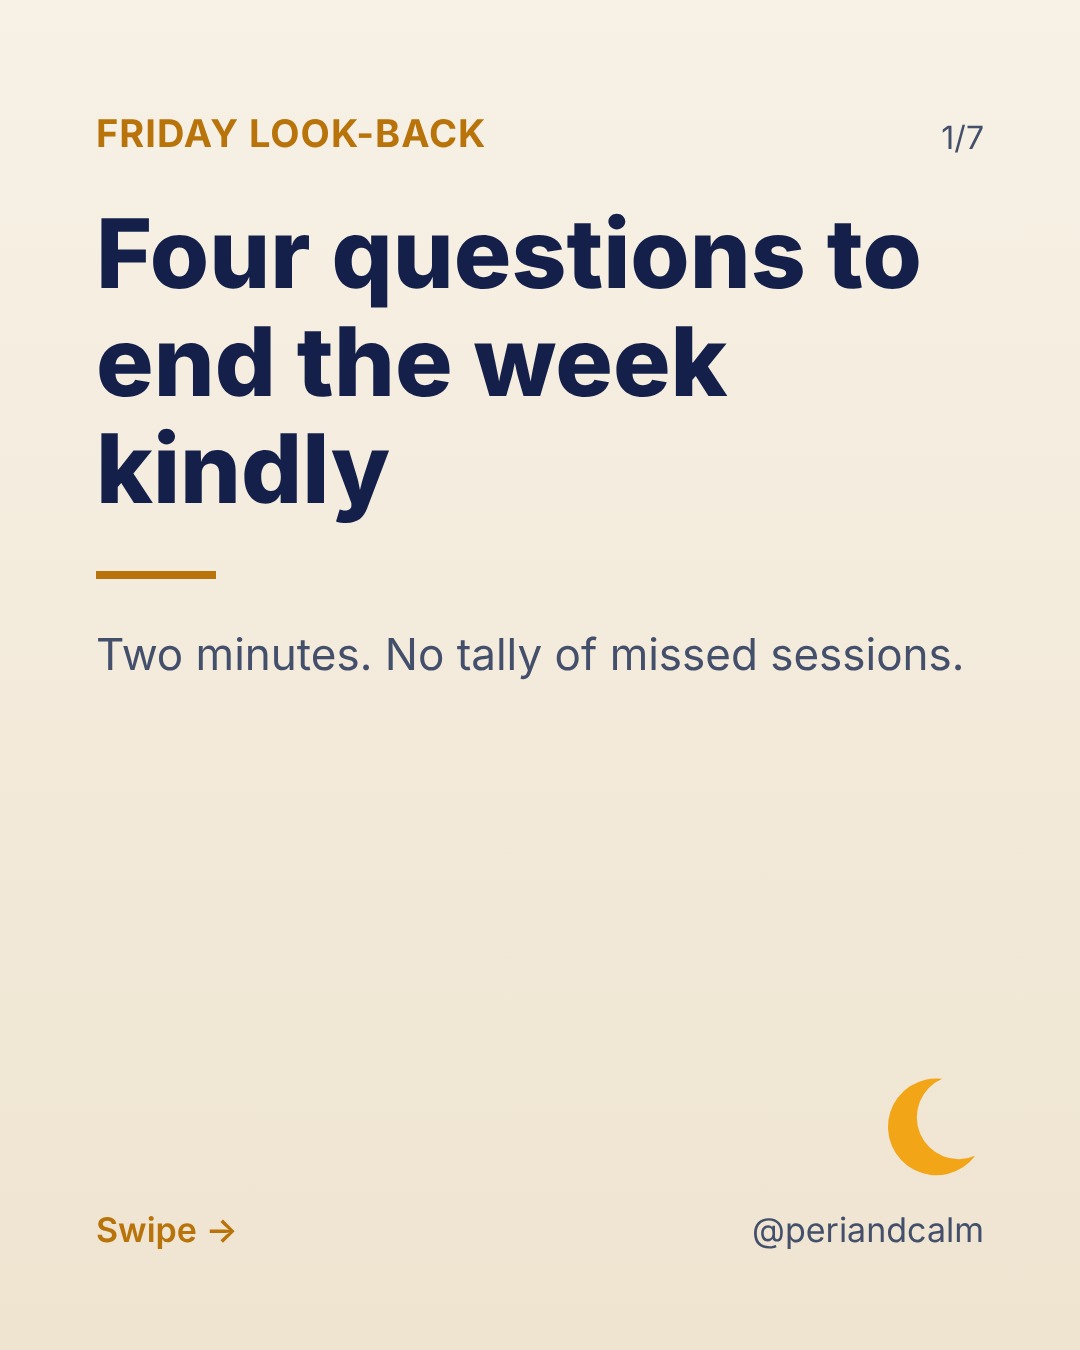 FRIDAY LOOK-BACK
1/7
Four questions to
end the week
kindly
Two minutes. No tally of missed sessions.
Swipe →
@periandcalm